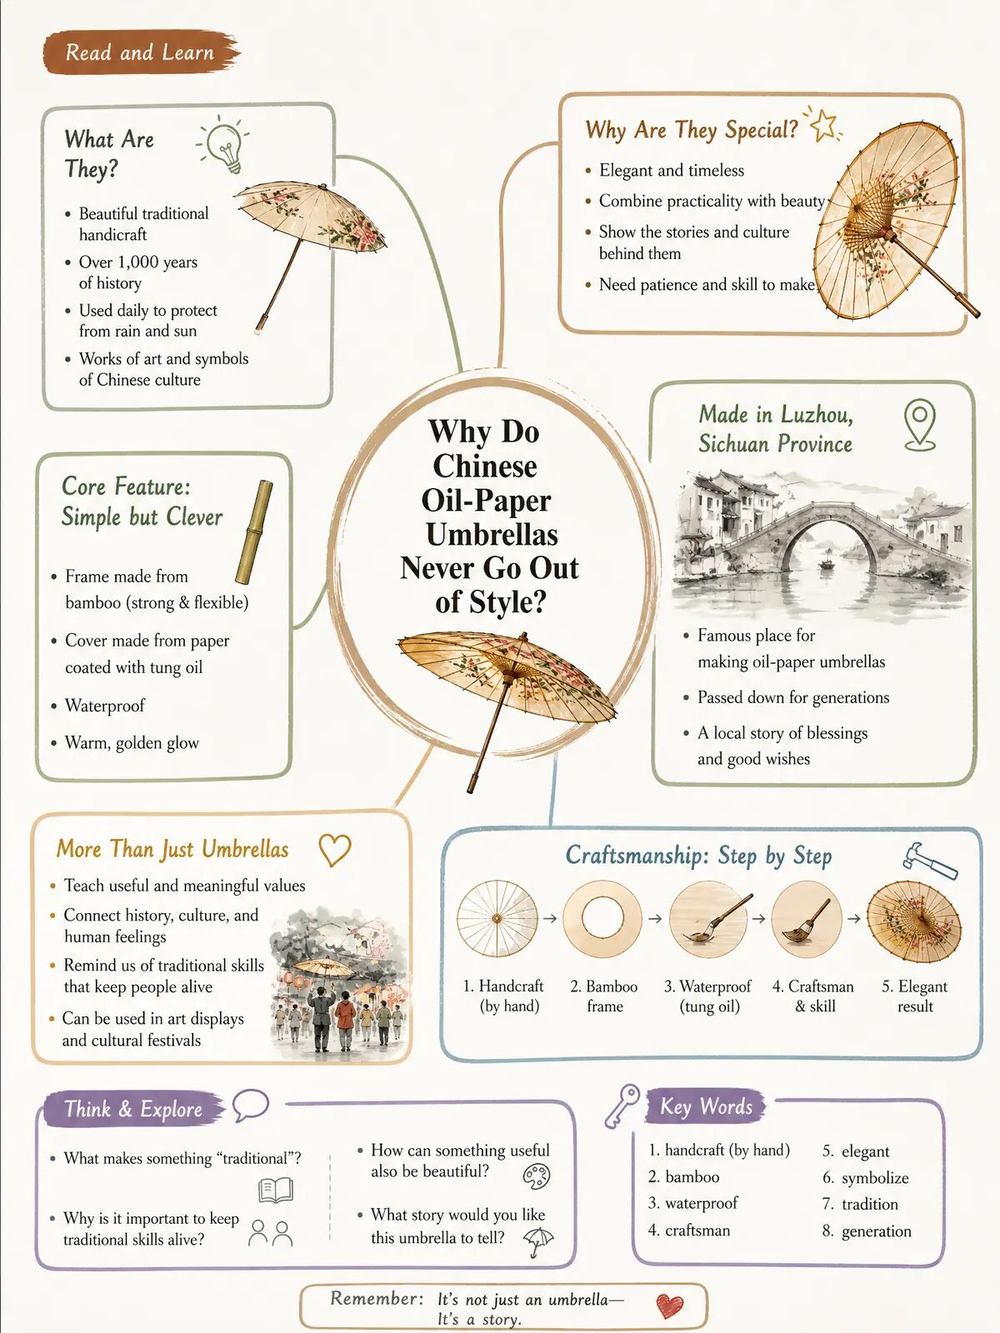 Read and Learn
What Are
They?
• Beautiful traditional
handicraft
• Over 1,000 years
of history
• Used daily to protect
from rain and sun
• Works of art and symbols
of Chinese culture
Why Are They Special?
• Elegant and timeless
• Combine practicality with beauty
• Show the stories and culture
behind them
• Need patience and skill to make
Why Do
Chinese
Oil-Paper
Umbrellas
Never Go Out
of Style?
Core Feature:
Simple but Clever
• Frame made from
bamboo (strong & flexible)
• Cover made from paper
coated with tung oil
• Waterproof
• Warm, golden glow
Made in Luzhou,
Sichuan Province
• Famous place for
making oil-paper umbrellas
• Passed down for generations
• A local story of blessings
and good wishes
More Than Just Umbrellas
• Teach useful and meaningful values
• Connect history, culture, and
human feelings
• Remind us of traditional skills
that keep people alive
• Can be used in art displays
and cultural festivals
Craftsmanship: Step by Step
1. Handcraft
(by hand)
2. Bamboo
frame
3. Waterproof
(tung oil)
4. Craftsman
& skill
5. Elegant
result
Think & Explore
• What makes something “traditional”?
• Why is it important to keep
traditional skills alive?
• How can something useful
also be beautiful?
• What story would you like
this umbrella to tell?
Key Words
1. handcraft (by hand)
2. bamboo
3. waterproof
4. craftsman
5. elegant
6. symbolize
7. tradition
8. generation
Remember: It's not just an umbrella—
It's a story.